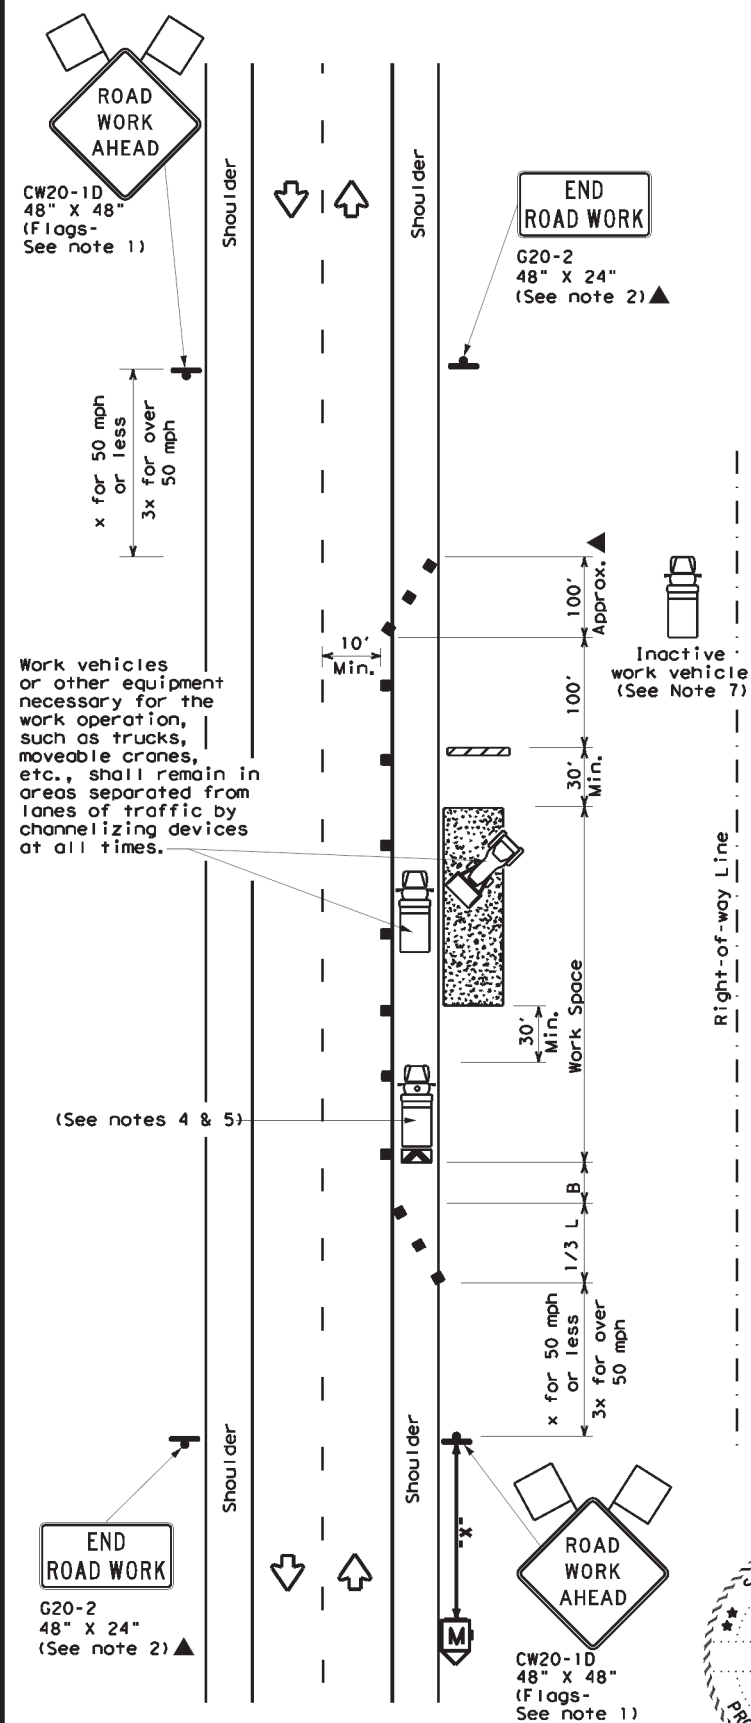 ROAD
WORK
AHEAD
CW20-1D
48" X 48"
(Flags-
See note 1)
Shoulder
Shoulder
END
ROAD WORK
G20-2
48" X 24"
(See note 2)
x for 50 mph
or less
3x for over
50 mph
100'
Approx.
10'
Min.
100'
30'
Min.
Inactive
work vehicle
(See Note 7)
Work vehicles
or other equipment
necessary for the
work operation,
such as trucks,
moveable cranes,
etc., shall remain in
areas separated from
lanes of traffic by
channelizing devices
at all times.
Right-of-way Line
Work Space
30'
Min.
(See notes 4 & 5)
B
1/3 L
x for 50 mph
or less
3x for over
50 mph
Shoulder
Shoulder
END
ROAD WORK
G20-2
48" X 24"
(See note 2)
"x"
M
ROAD
WORK
AHEAD
CW20-1D
48" X 48"
(Flags-
See note 1)